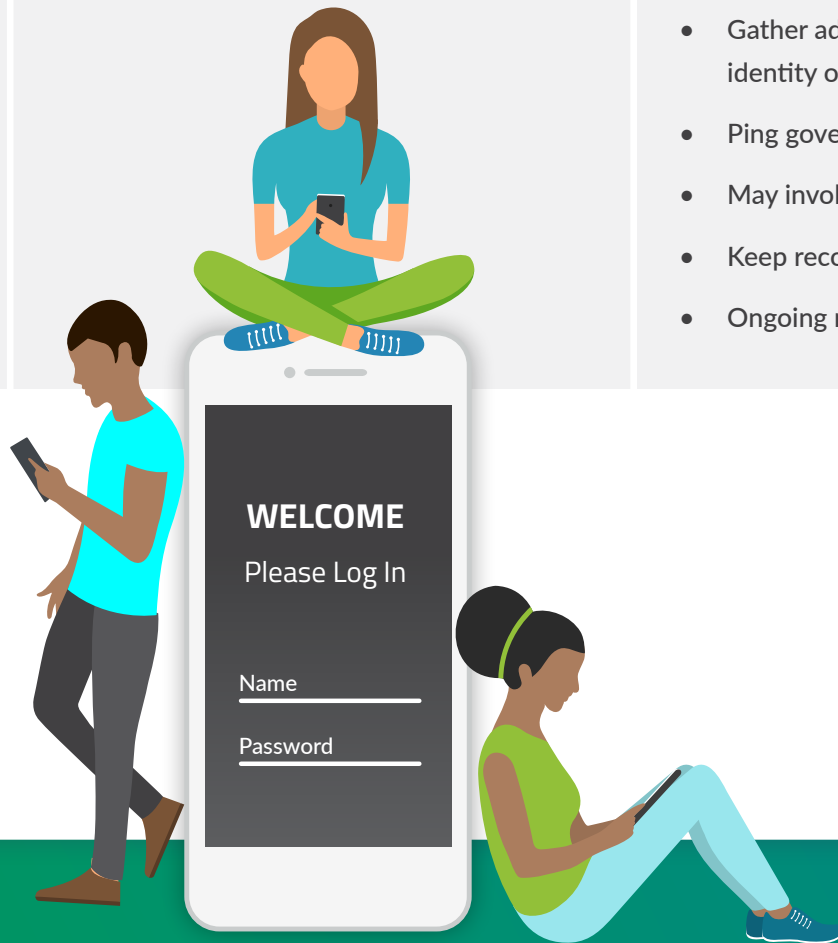 • Gather
identity
• Ping
• May
• Keep
• Ongoing
WELCOME
Please Log In
Name
Password